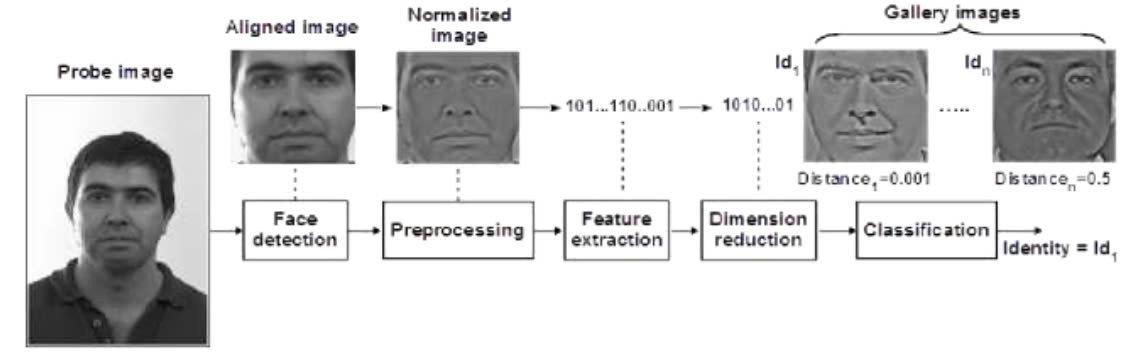 Probe image
Aligned image
Normalized
image
Gallery images
Id1
Idn
101...110..001
1010...01
.....
Distance1=0.001
Distancen=0.5
Face
detection
Preprocessing
Feature
extraction
Dimension
reduction
Classification
Identity = Id1